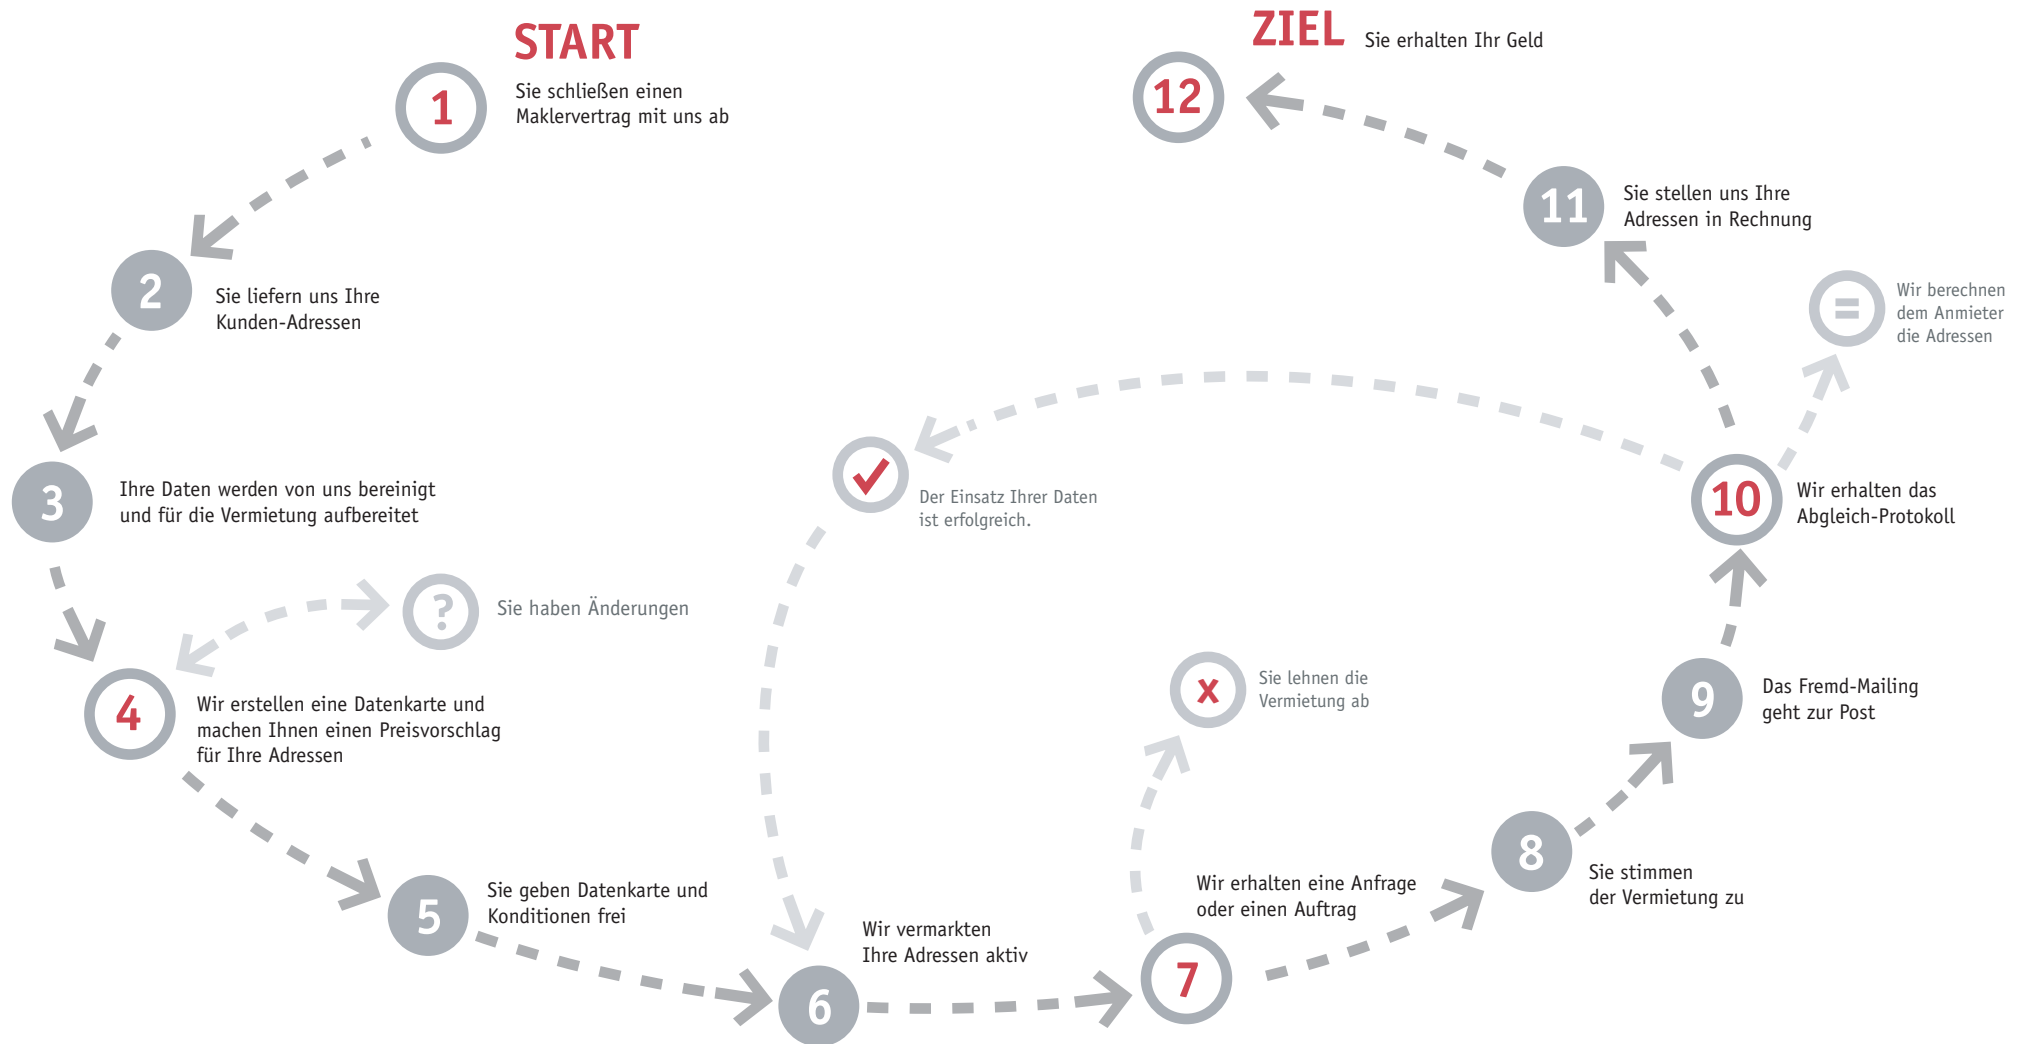 START
1
Sie schließen einen
Maklervertrag mit uns ab
2
Sie liefern uns Ihre
Kunden-Adressen
3
Ihre Daten werden von uns bereinigt
und für die Vermietung aufbereitet
4
Wir erstellen eine Datenkarte und
machen Ihnen einen Preisvorschlag
für Ihre Adressen
?
Sie haben Änderungen
5
Sie geben Datenkarte und
Konditionen frei
6
Wir vermarkten
Ihre Adressen aktiv
7
Wir erhalten eine Anfrage
oder einen Auftrag
x
Sie lehnen die
Vermietung ab
8
Sie stimmen
der Vermietung zu
9
Das Fremd-Mailing
geht zur Post
10
Wir erhalten das
Abgleich-Protokoll
Der Einsatz Ihrer Daten
ist erfolgreich.
=
Wir berechnen
dem Anmieter
die Adressen
11
Sie stellen uns Ihre
Adressen in Rechnung
12
ZIEL Sie erhalten Ihr Geld